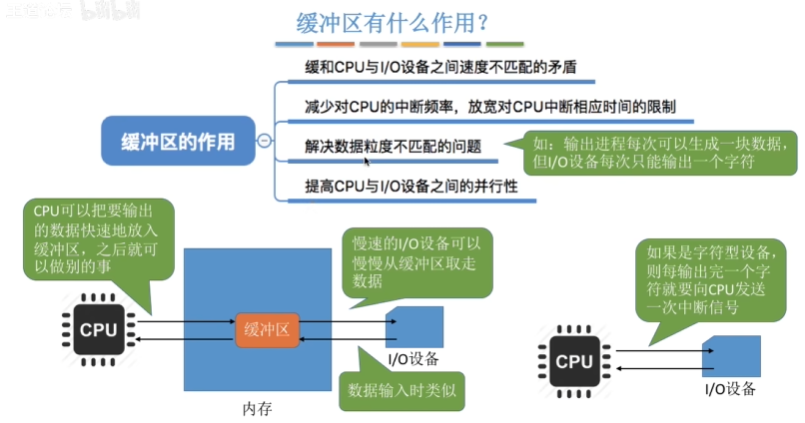 缓冲区有什么作用？
缓和CPU与I/O设备之间速度不匹配的矛盾
减少对CPU的中断频率，放宽对CPU中断相应时间的限制
缓冲区的作用
解决数据粒度不匹配的问题
如：输出进程每次可以生成一块数据，
但I/O设备每次只能输出一个字符
提高CPU与I/O设备之间的并行性
CPU可以把要输出
的数据快速地放入
缓冲区，之后就可
以做别的事
慢速的I/O设备可以
慢慢从缓冲区取走
数据
如果是字符型设备，
则每输出完一个字
符就要向CPU发送
一次中断信号
CPU
缓冲区
I/O设备
数据输入时类似
内存
CPU
I/O设备